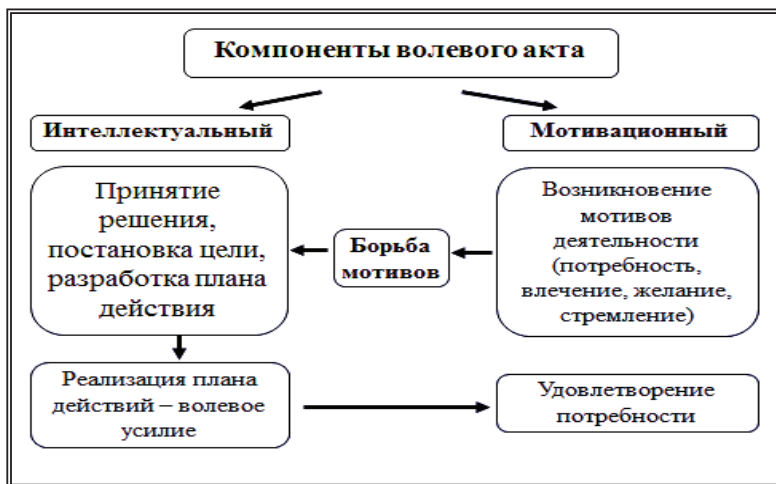 Компоненты волевого акта
Интеллектуальный
Мотивационный
Принятие
решения,
постановка цели,
разработка плана
действия
Борьба
мотивов
Возникновение
мотивов
деятельности
(потребность,
влечение, желание,
стремление)
Реализация плана
действий – волевое
усилие
Удовлетворение
потребности